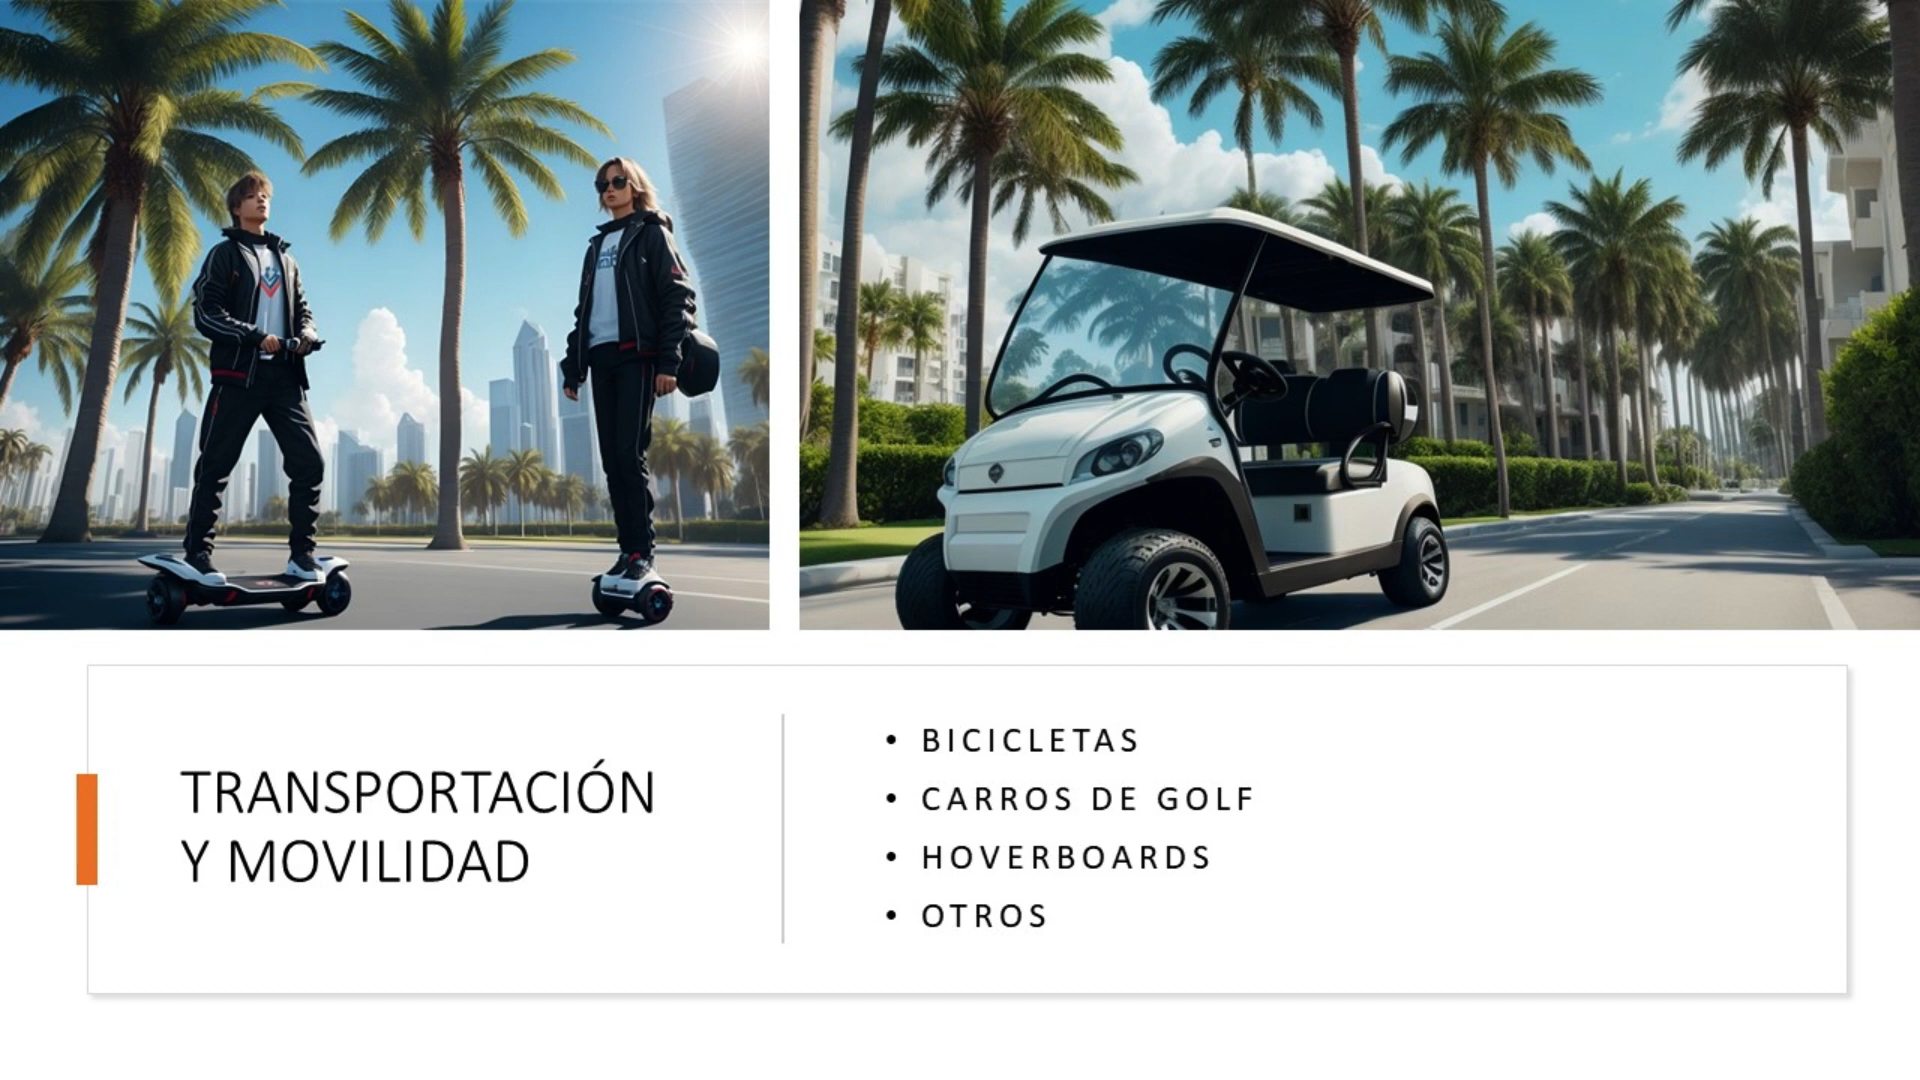 TRANSPORTACIÓN
Y MOVILIDAD
• BICICLETAS
• CARROS DE GOLF
• HOVERBOARDS
• OTROS